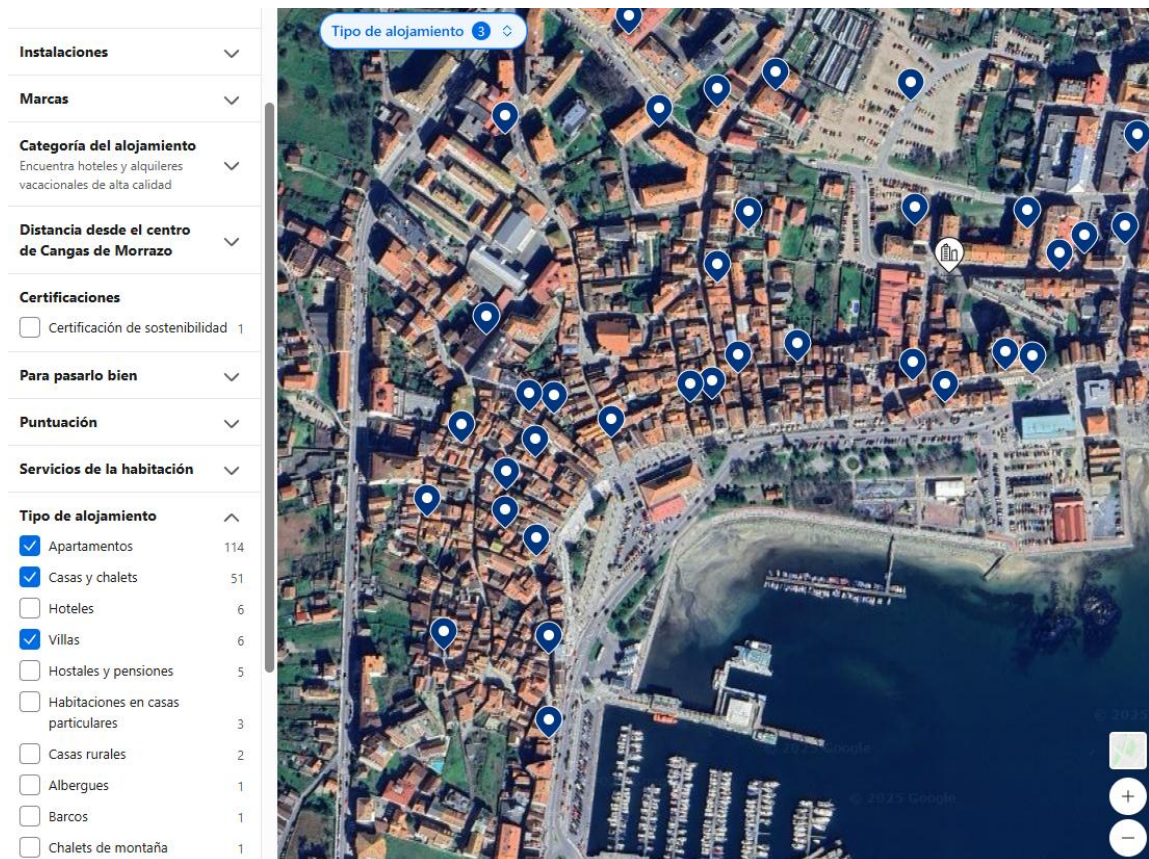 Instalaciones
Marcas
Categoría del alojamiento
Encuentra hoteles y alquileres
vacacionales de alta calidad
Distancia desde el centro
de Cangas de Morrazo
Certificaciones
Certificación de sostenibilidad 1
Para pasarlo bien
Puntuación
Servicios de la habitación
Tipo de alojamiento
Apartamentos 114
Casas y chalets 51
Hoteles 6
Villas 6
Hostales y pensiones 5
Habitaciones en casas
particulares 3
Casas rurales 2
Albergues 1
Barcos 1
Chalets de montaña 1
Tipo de alojamiento 3
© 2025
© 2025 Google
© 2025 Google
+
−